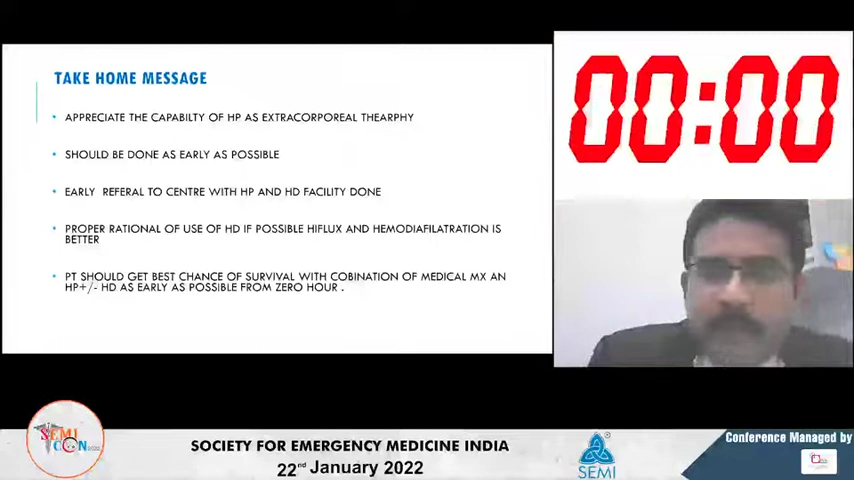 TAKE HOME MESSAGE
APPRECIATE THE CAPABILTY OF HP AS EXTRACORPOREAL THEARPHY
SHOULD BE DONE AS EARLY AS POSSIBLE
EARLY REFERAL TO CENTRE WITH HP AND HD FACILITY DONE
PROPER RATIONAL OF USE OF HD IF POSSIBLE HIFLUX AND HEMODIAFILATRATION IS
BETTER
PT SHOULD GET BEST CHANCE OF SURVIVAL WITH COBINATION OF MEDICAL MX AN
HP+/- HD AS EARLY AS POSSIBLE FROM ZERO HOUR .
00:00
SEMI
CON
SOCIETY FOR EMERGENCY MEDICINE INDIA
22nd January 2022
SEMI
Conference Managed by